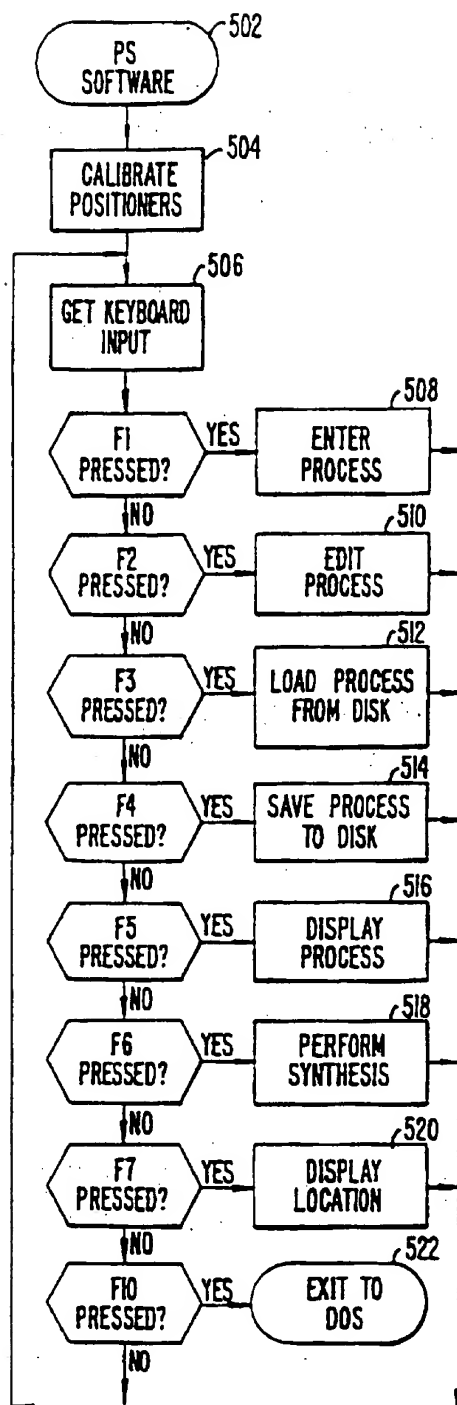 502
PS
SOFTWARE
504
CALIBRATE
POSITIONERS
506
GET KEYBOARD
INPUT
F1
PRESSED?
YES
508
ENTER
PROCESS
NO
F2
PRESSED?
YES
510
EDIT
PROCESS
NO
F3
PRESSED?
YES
512
LOAD PROCESS
FROM DISK
NO
F4
PRESSED?
YES
514
SAVE PROCESS
TO DISK
NO
F5
PRESSED?
YES
516
DISPLAY
PROCESS
NO
F6
PRESSED?
YES
518
PERFORM
SYNTHESIS
NO
F7
PRESSED?
YES
520
DISPLAY
LOCATION
NO
F10
PRESSED?
YES
522
EXIT TO
DOS
NO